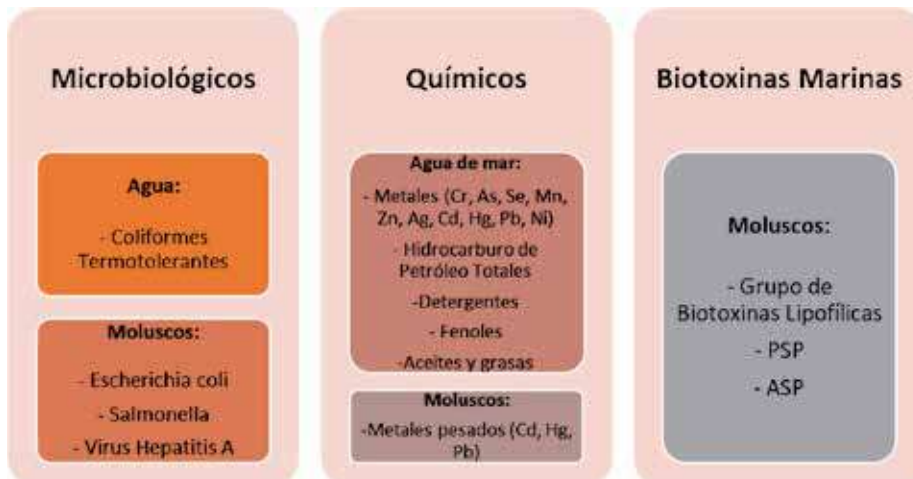 Microbiológicos
Agua:
- Coliformes
Termotolerantes
Moluscos:
- Escherichia coli
- Salmonella
- Virus Hepatitis A
Químicos
Agua de mar:
- Metales (Cr, As, Se, Mn,
Zn, Ag, Cd, Hg, Pb, Ni)
- Hidrocarburo de
Petróleo Totales
-Detergentes
- Fenoles
-Aceites y grasas
Moluscos:
-Metales pesados (Cd, Hg,
Pb)
Biotoxinas Marinas
Moluscos:
- Grupo de
Biotoxinas Lipofílicas
- PSP
- ASP